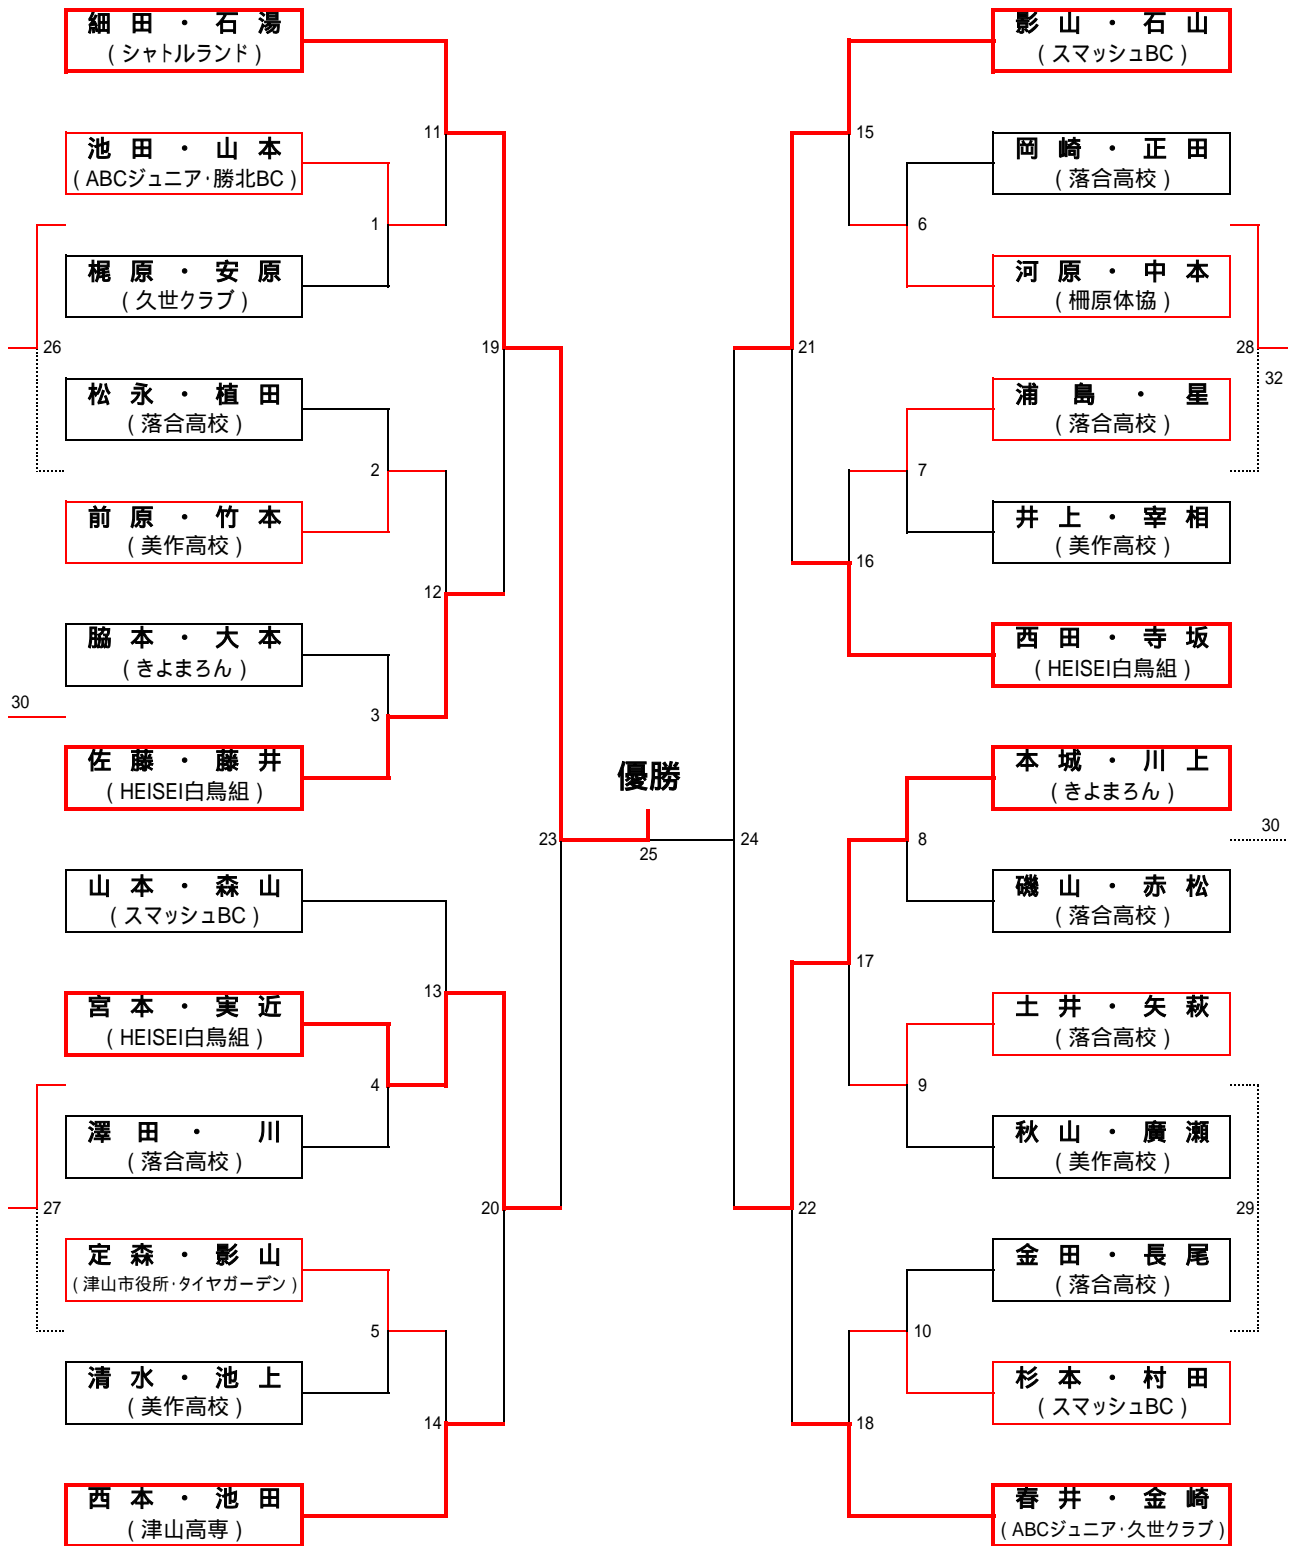 細 田 ・ 石 湯
( シャトルランド )
11
池 田 ・ 山 本
( ABCジュニア・勝北BC )
1
梶 原 ・ 安 原
( 久世クラブ )
26
19
松 永 ・ 植 田
( 落合高校 )
2
前 原 ・ 竹 本
( 美作高校 )
12
脇 本 ・ 大 本
( きよまろん )
30
3
佐 藤 ・ 藤 井
( HEISEI白鳥組 )
23
山 本 ・ 森 山
( スマッシュBC )
13
宮 本 ・ 実 近
( HEISEI白鳥組 )
4
澤 田 ・ 川
( 落合高校 )
27
20
定 森 ・ 影 山
( 津山市役所・タイヤガーデン )
5
清 水 ・ 池 上
( 美作高校 )
14
西 本 ・ 池 田
( 津山高専 )
優勝
25
影 山 ・ 石 山
( スマッシュBC )
15
岡 崎 ・ 正 田
( 落合高校 )
6
河 原 ・ 中 本
( 柵原体協 )
21
28
32
浦 島 ・ 星
( 落合高校 )
7
井 上 ・ 宰 相
( 美作高校 )
16
西 田 ・ 寺 坂
( HEISEI白鳥組 )
本 城 ・ 川 上
( きよまろん )
30
24
8
磯 山 ・ 赤 松
( 落合高校 )
17
土 井 ・ 矢 萩
( 落合高校 )
9
秋 山 ・ 廣 瀬
( 美作高校 )
22
29
金 田 ・ 長 尾
( 落合高校 )
10
杉 本 ・ 村 田
( スマッシュBC )
18
春 井 ・ 金 崎
( ABCジュニア・久世クラブ )